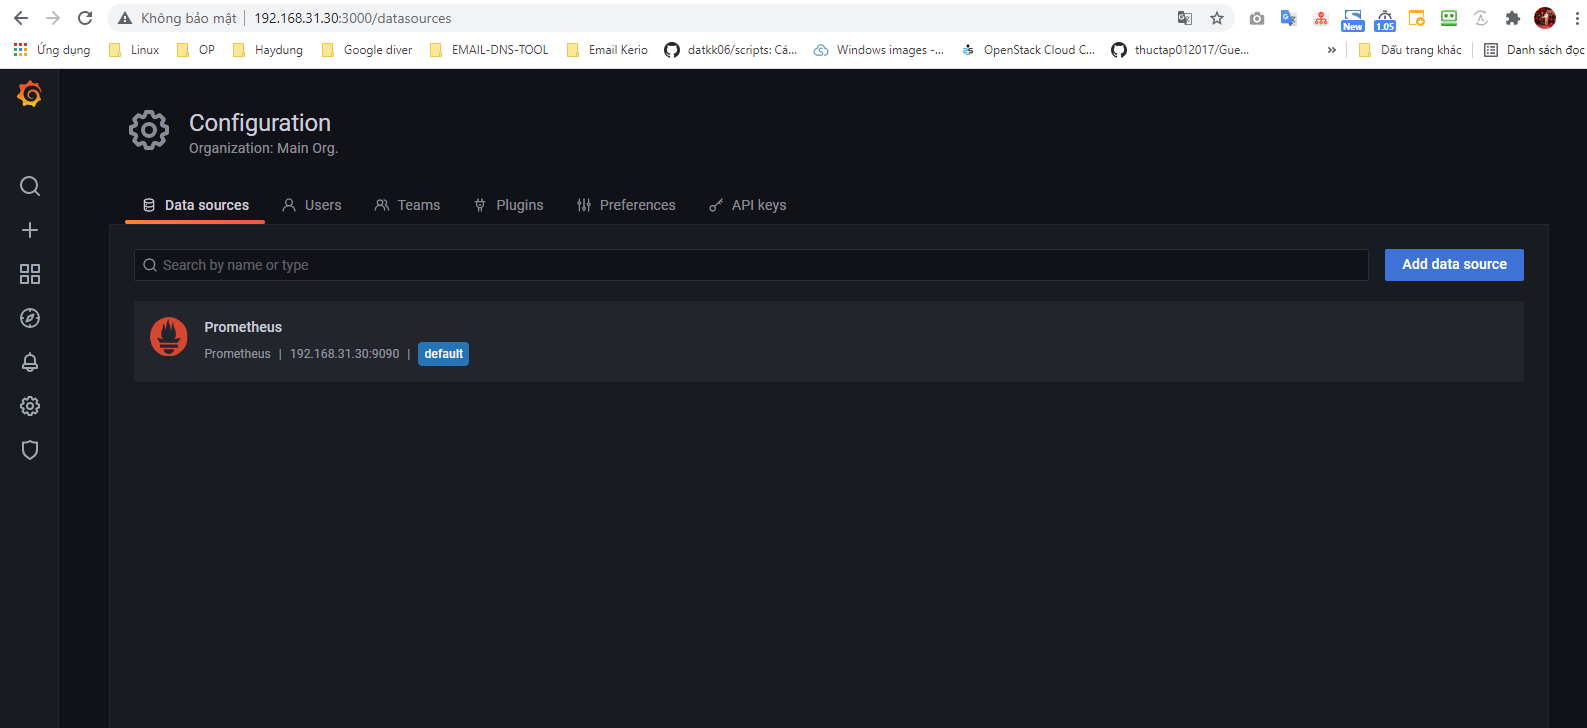 Không bảo mật | 192.168.31.30:3000/datasources
New 1.05
Ứng dụng Linux OP Haydung Google diver EMAIL-DNS-TOOL Email Kerio datkk06/scripts: Cá... Windows images -... OpenStack Cloud C... thuctap012017/Gue... » Dấu trang khác Danh sách đọc
Configuration
Organization: Main Org.
Data sources Users Teams Plugins Preferences API keys
Search by name or type Add data source
Prometheus
Prometheus | 192.168.31.30:9090 | default